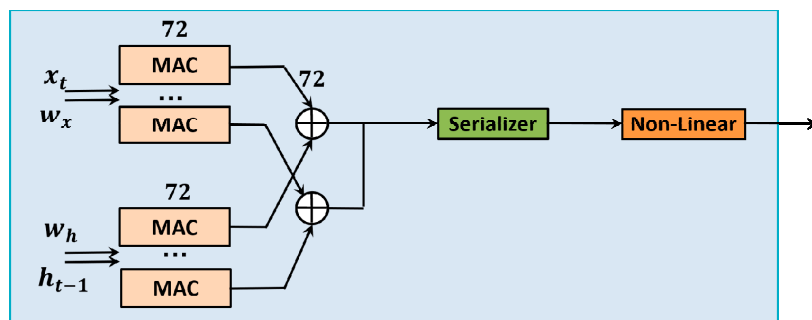 72
MAC
x_t
...
72
w_x
MAC
Serializer
Non-Linear
72
w_h
MAC
...
h_{t-1}
MAC